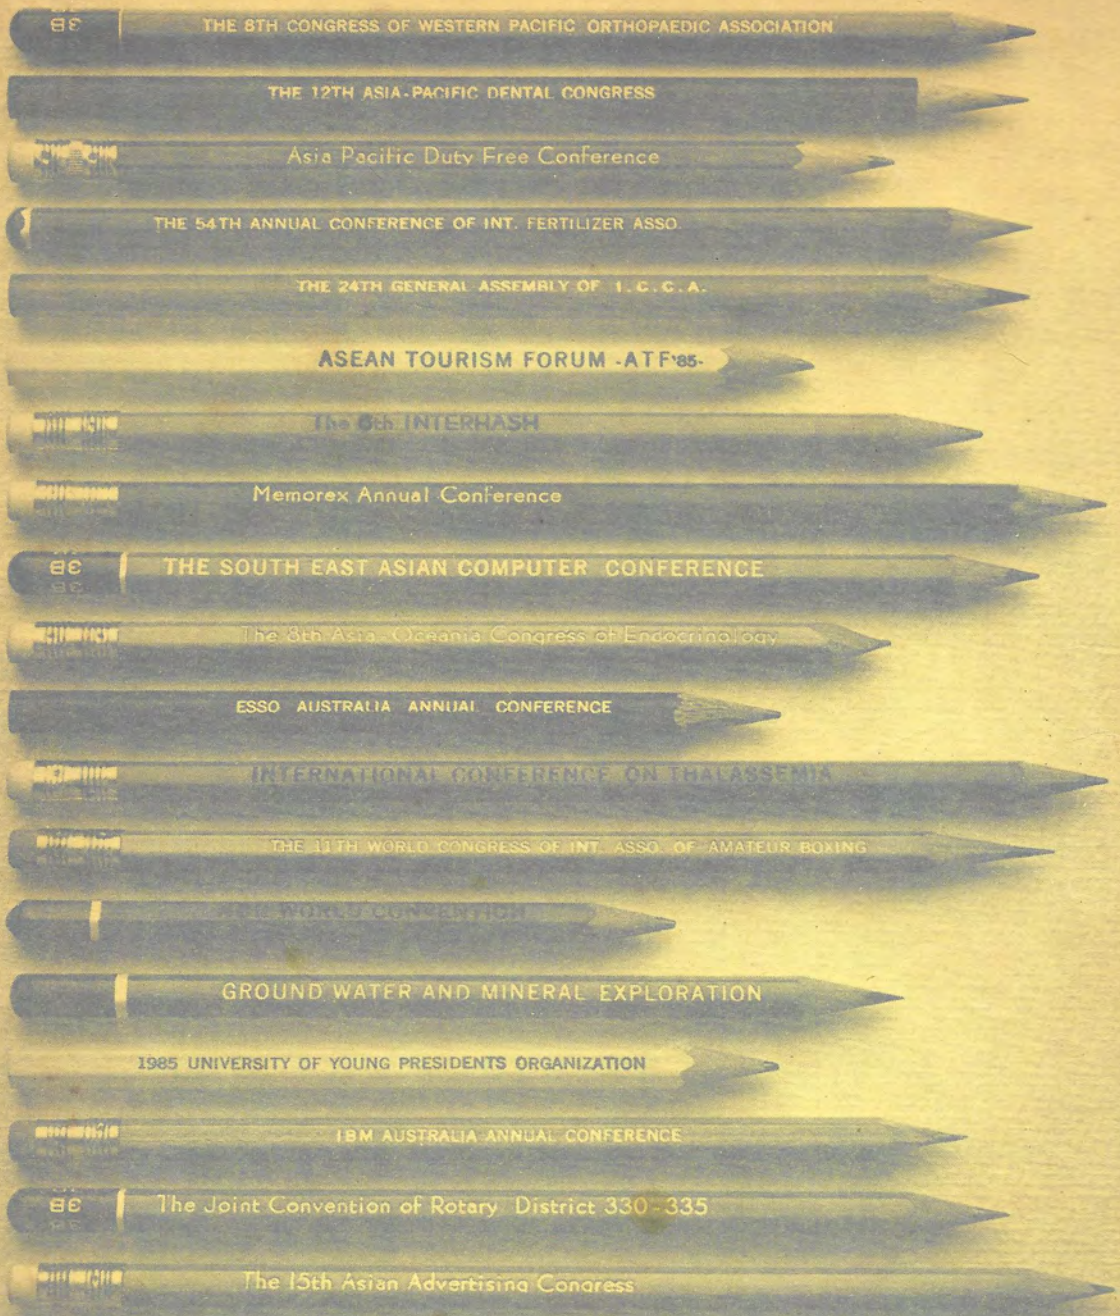 3B
THE 8TH CONGRESS OF WESTERN PACIFIC ORTHOPAEDIC ASSOCIATION
THE 12TH ASIA-PACIFIC DENTAL CONGRESS
Asia Pacific Duty Free Conference
THE 54TH ANNUAL CONFERENCE OF INT. FERTILIZER ASSO.
THE 24TH GENERAL ASSEMBLY OF I.C.C.A.
ASEAN TOURISM FORUM -ATF'85-
The 6th INTERHASH
Memorex Annual Conference
3B
THE SOUTH EAST ASIAN COMPUTER CONFERENCE
The 8th Asia-Oceania Congress of Endocrinology
ESSO AUSTRALIA ANNUAL CONFERENCE
INTERNATIONAL CONFERENCE ON THALASSEMIA
THE 11TH WORLD CONGRESS OF INT. ASSO. OF AMATEUR BOXING
WORLD CONVENTION
GROUND WATER AND MINERAL EXPLORATION
1985 UNIVERSITY OF YOUNG PRESIDENTS ORGANIZATION
IBM AUSTRALIA ANNUAL CONFERENCE
3B
The Joint Convention of Rotary District 330-335
The 15th Asian Advertising Congress